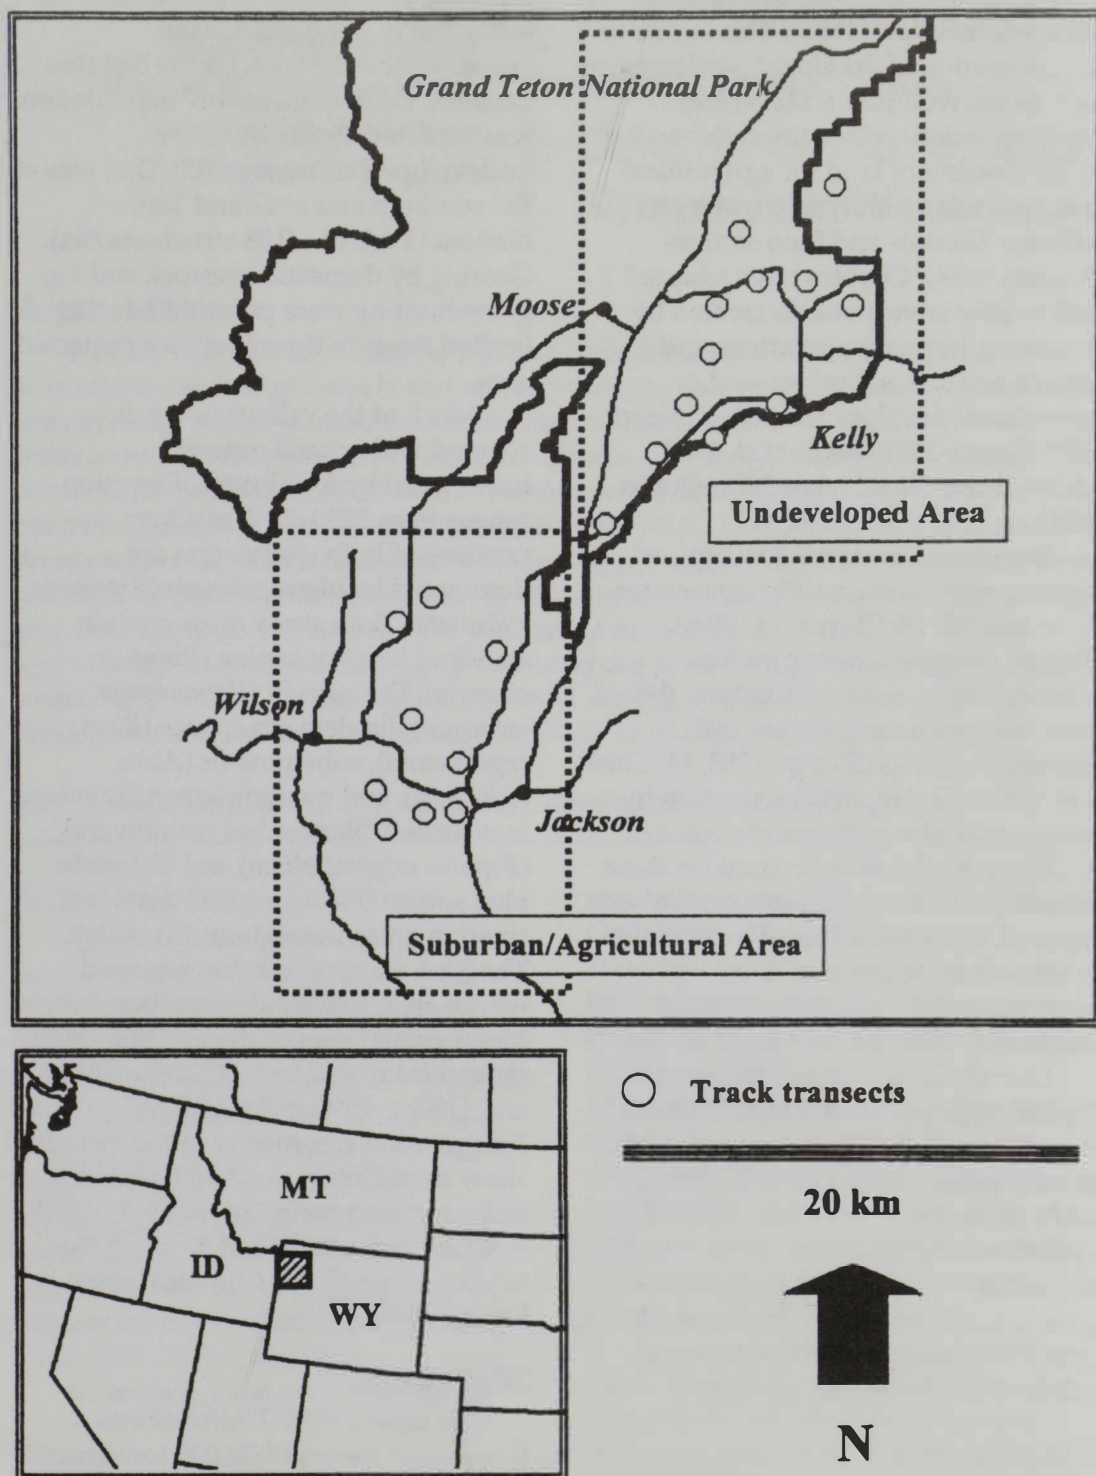 Grand Teton National Park
Moose
Kelly
Undeveloped Area
Wilson
Jackson
Suburban/Agricultural Area
Track transects
20 km
MT
ID
WY
N